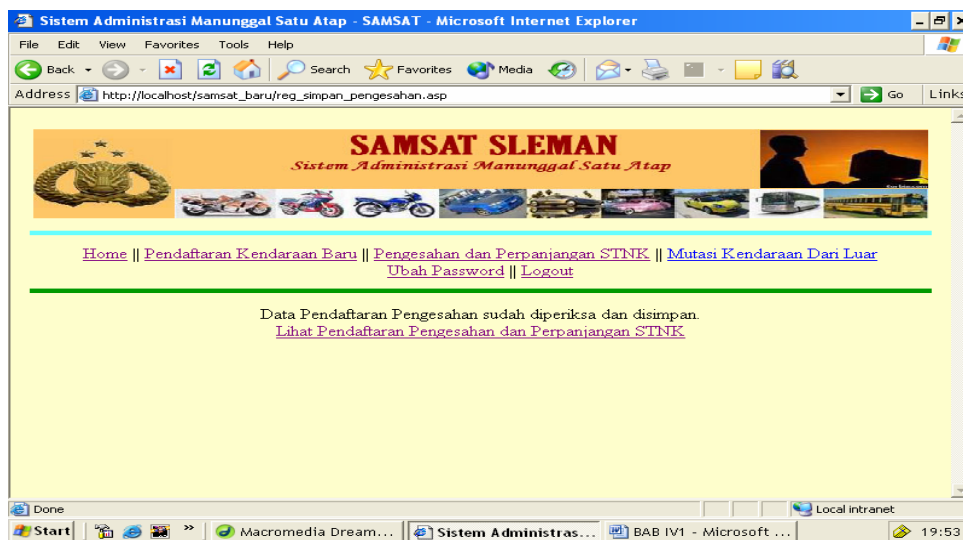 Sistem Administrasi Manunggal Satu Atap - SAMSAT - Microsoft Internet Explorer
File Edit View Favorites Tools Help
Back Search Favorites Media
Address http://localhost/samsat_baru/reg_simpan_pengesahan.asp Go Links
SAMSAT SLEMAN
Sistem Administrasi Manunggal Satu Atap
Home || Pendaftaran Kendaraan Baru || Pengesahan dan Perpanjangan STNK || Mutasi Kendaraan Dari Luar
Ubah Password || Logout
Data Pendaftaran Pengesahan sudah diperiksa dan disimpan.
Lihat Pendaftaran Pengesahan dan Perpanjangan STNK
Done Local intranet
Start » Macromedia Dream... Sistem Administras... BAB IV1 - Microsoft ... 19:53